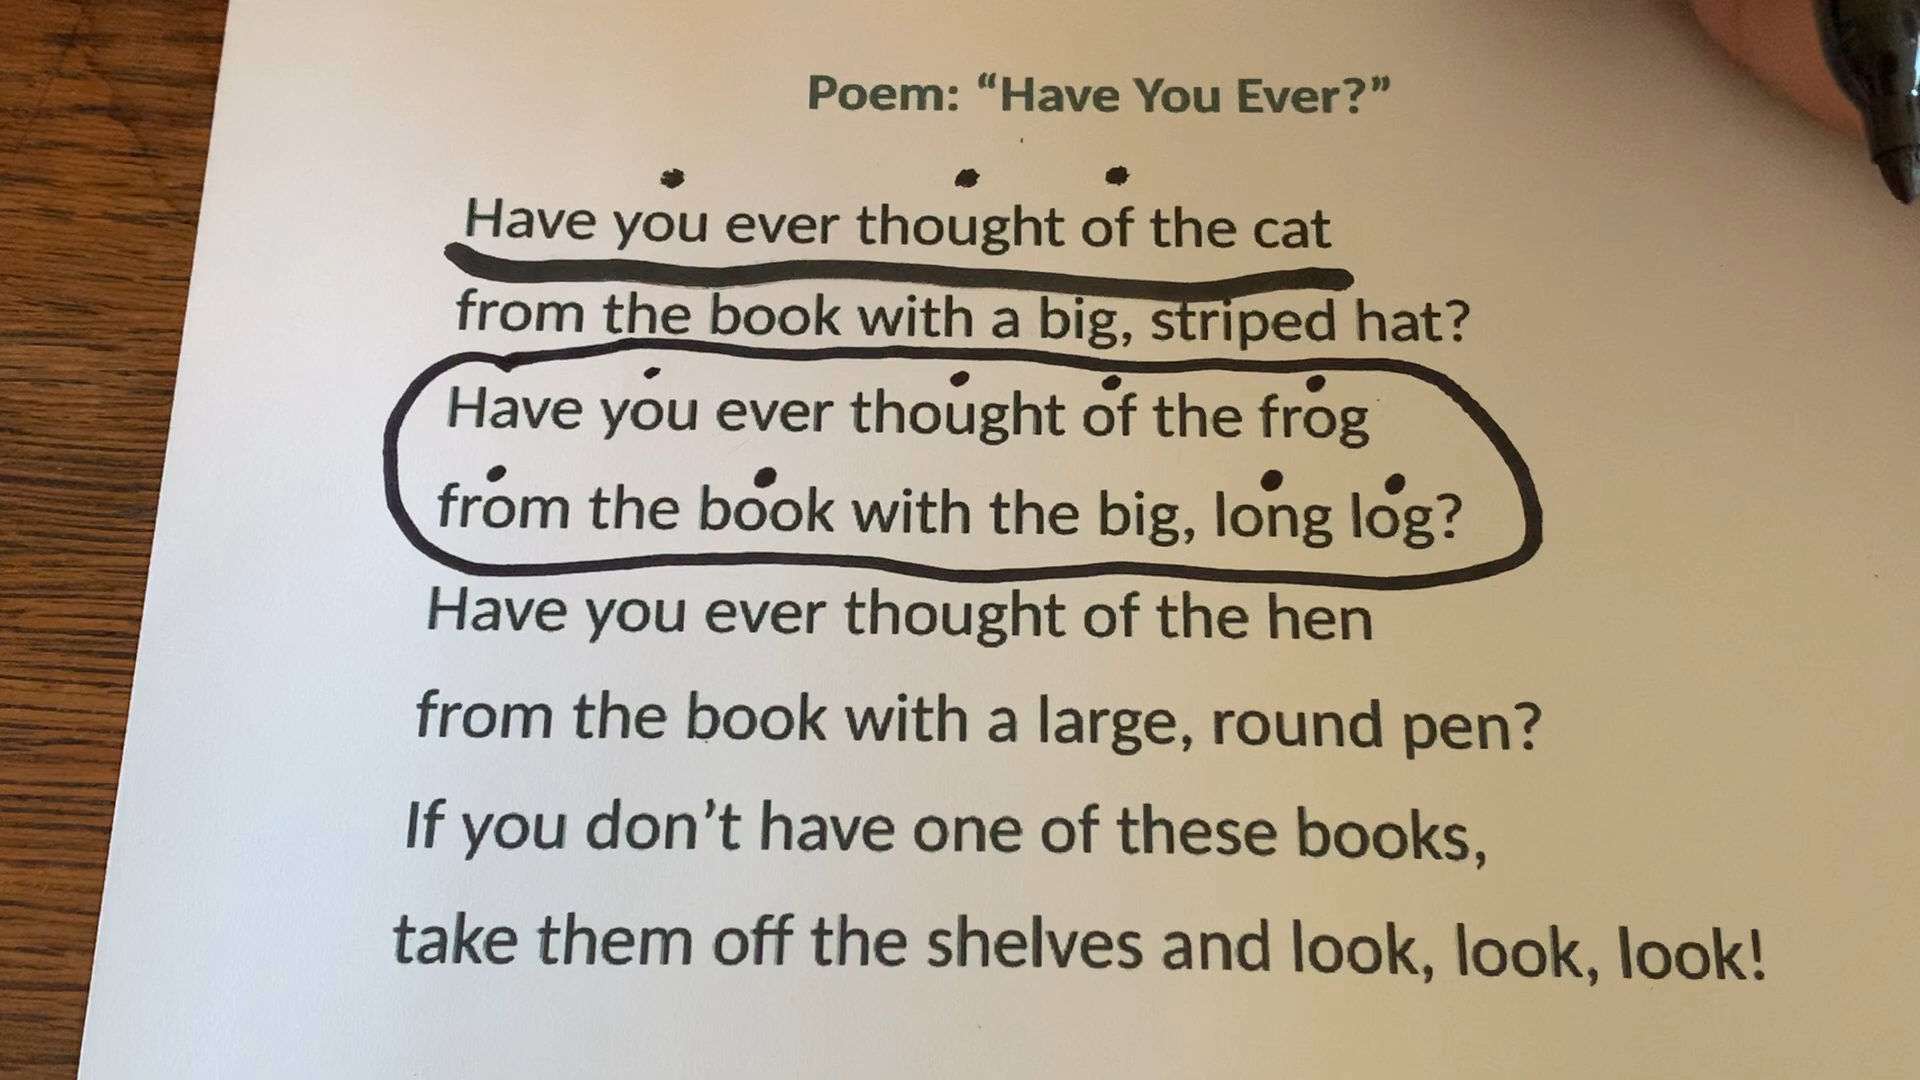 Poem: “Have You Ever?”
Have you ever thought of the cat
from the book with a big, striped hat?
Have you ever thought of the frog
from the book with the big, long log?
Have you ever thought of the hen
from the book with a large, round pen?
If you don’t have one of these books,
take them off the shelves and look, look, look!